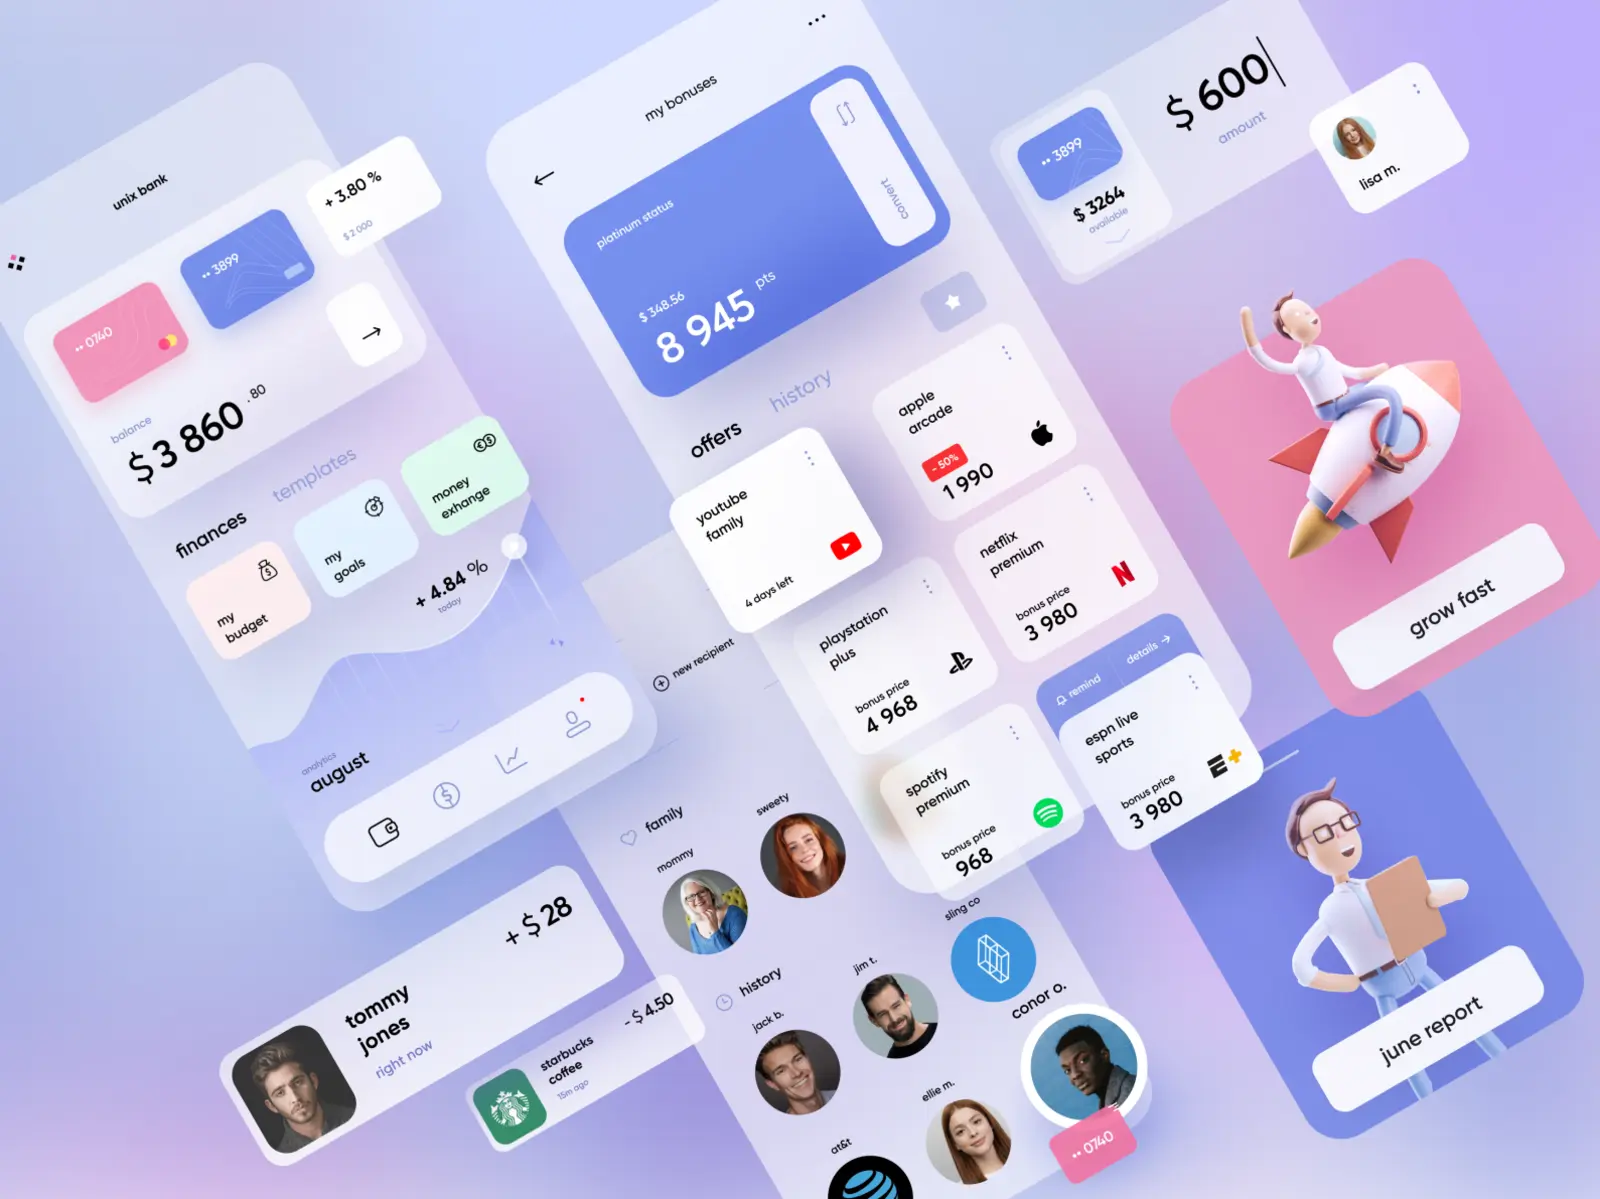 unix bank
+ 3.80 %
$ 2 000
•• 3899
•• 0740
balance
$ 3 860 . 80
finances
templates
my
budget
my
goals
money
exhange
+ 4.84 %
today
analytics
august
my bonuses
platinum status
convert
$ 348.56
8 945 pts
offers
history
youtube
family
4 days left
apple
arcade
- 50%
1 990
playstation
plus
bonus price
4 968
netflix
premium
bonus price
3 980
N
spotify
premium
bonus price
968
remind
details →
espn live
sports
bonus price
3 980
E+
$ 600
amount
•• 3899
$ 3264
available
lisa m.
grow fast
june report
new recipient
family
mommy
sweety
history
jack b.
jim t.
sling co
at&t
ellie m.
conor o.
•• 0740
tommy
jones
right now
+ $ 28
starbucks
coffee
15m ago
- $ 4.50